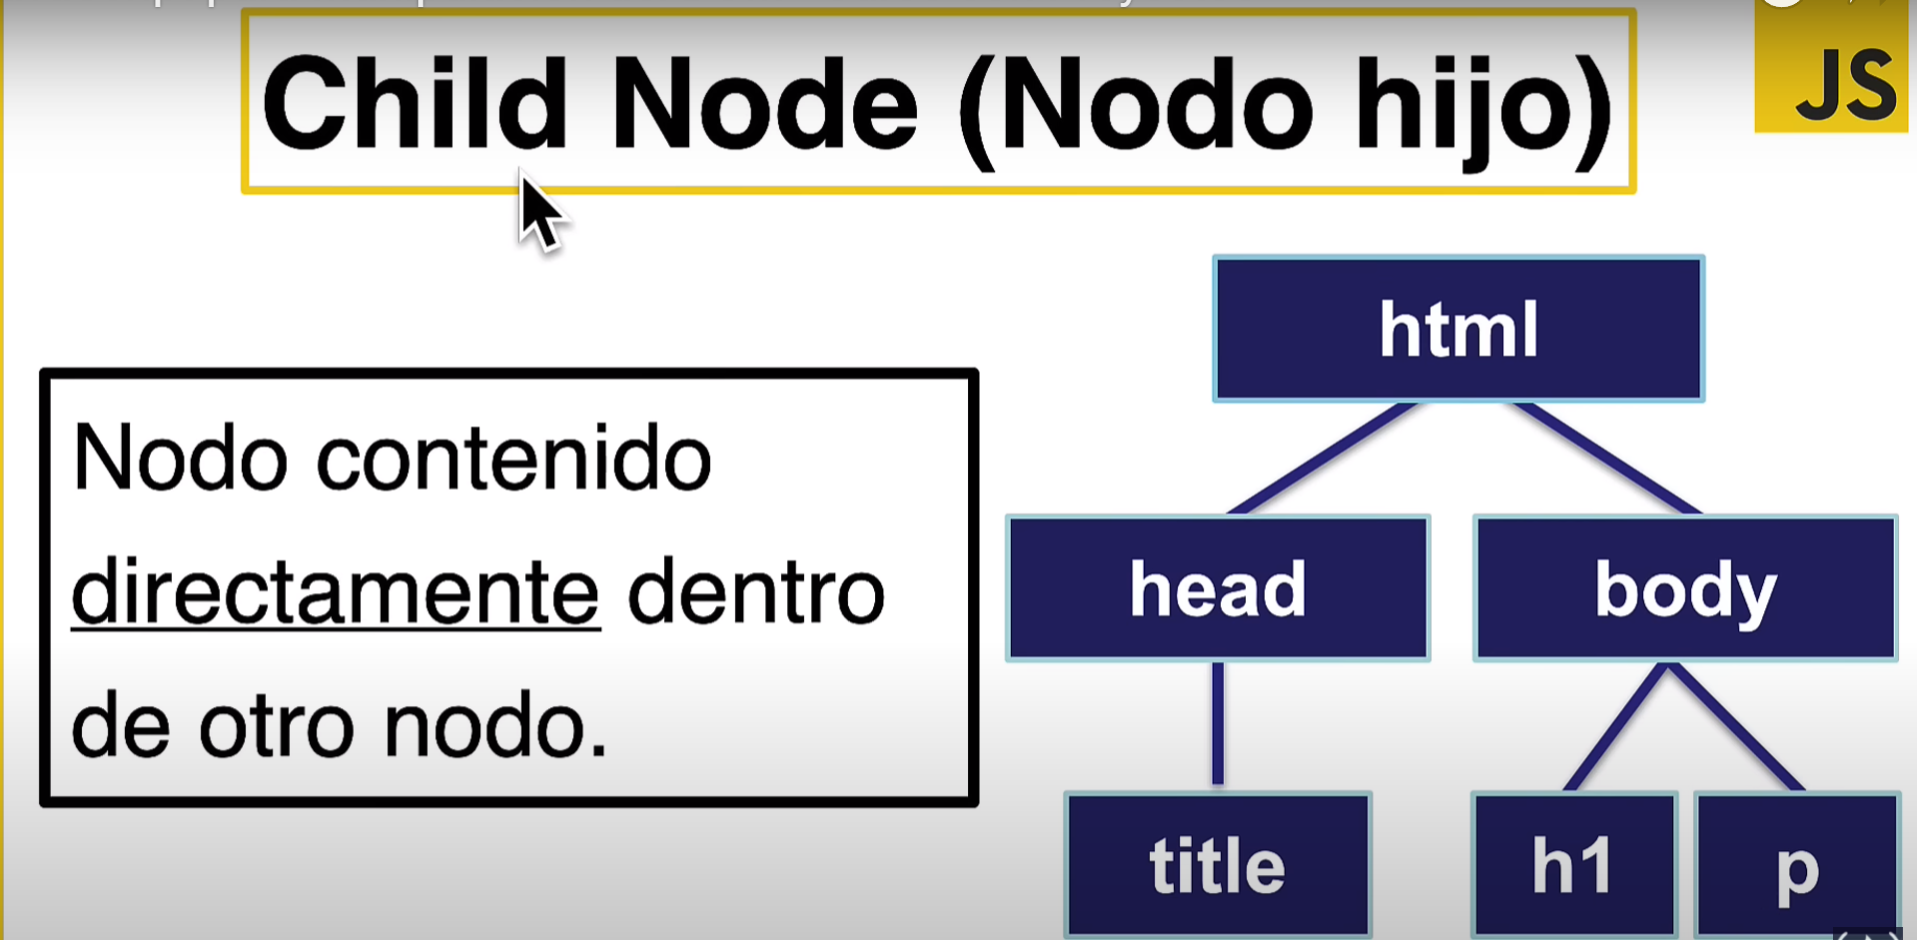 Child Node (Nodo hijo)
JS
html
Nodo contenido
directamente dentro
de otro nodo.
head
body
title
h1
p